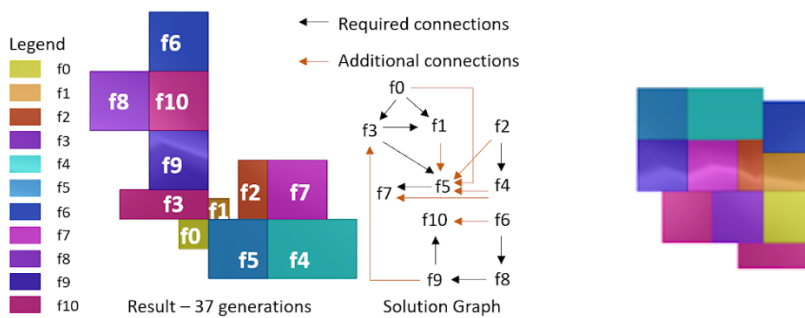 Legend
f0
f1
f2
f3
f4
f5
f6
f7
f8
f9
f10
f6
f8 f10
f9
f3
f1
f0
f2 f7
f5 f4
Result – 37 generations
Required connections
Additional connections
f0
f3 f1 f2
f7 f5 f4
f10 f6
f9 f8
Solution Graph